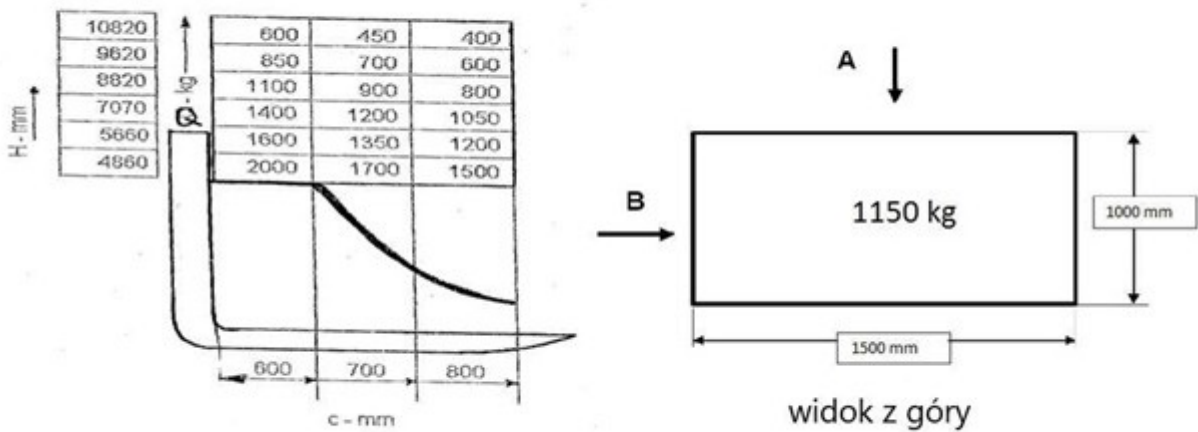 10820 600 450 400
9620 850 700 600
8820 1100 900 800
7070 1400 1200 1050
5660 1600 1350 1200
4860 2000 1700 1500
H - mm
Q - kg
600 700 800
c - mm
A
B
1150 kg
1000 mm
1500 mm
widok z góry